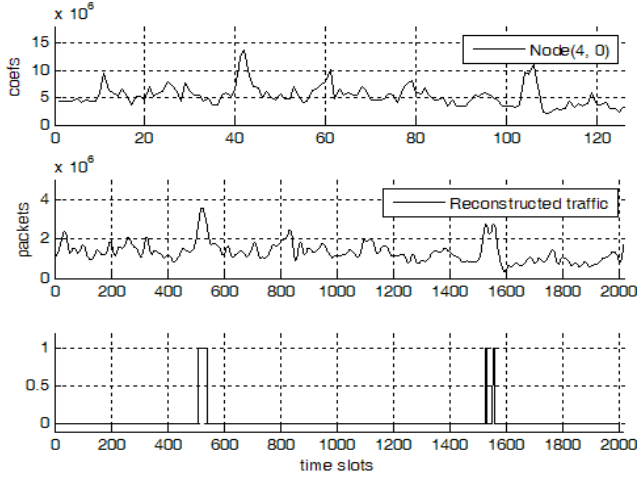 x 10^6
15
10
5
0
coefs
Node(4, 0)
0 20 40 60 80 100 120
x 10^6
4
2
0
packets
Reconstructed traffic
0 200 400 600 800 1000 1200 1400 1600 1800 2000
1
0.5
0
0 200 400 600 800 1000 1200 1400 1600 1800 2000
time slots